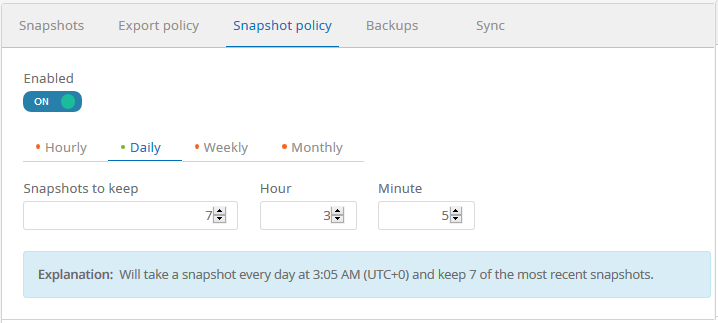 Snapshots Export policy Snapshot policy Backups Sync
Enabled
ON
Hourly Daily Weekly Monthly
Snapshots to keep Hour Minute
7 3 5
Explanation: Will take a snapshot every day at 3:05 AM (UTC+0) and keep 7 of the most recent snapshots.